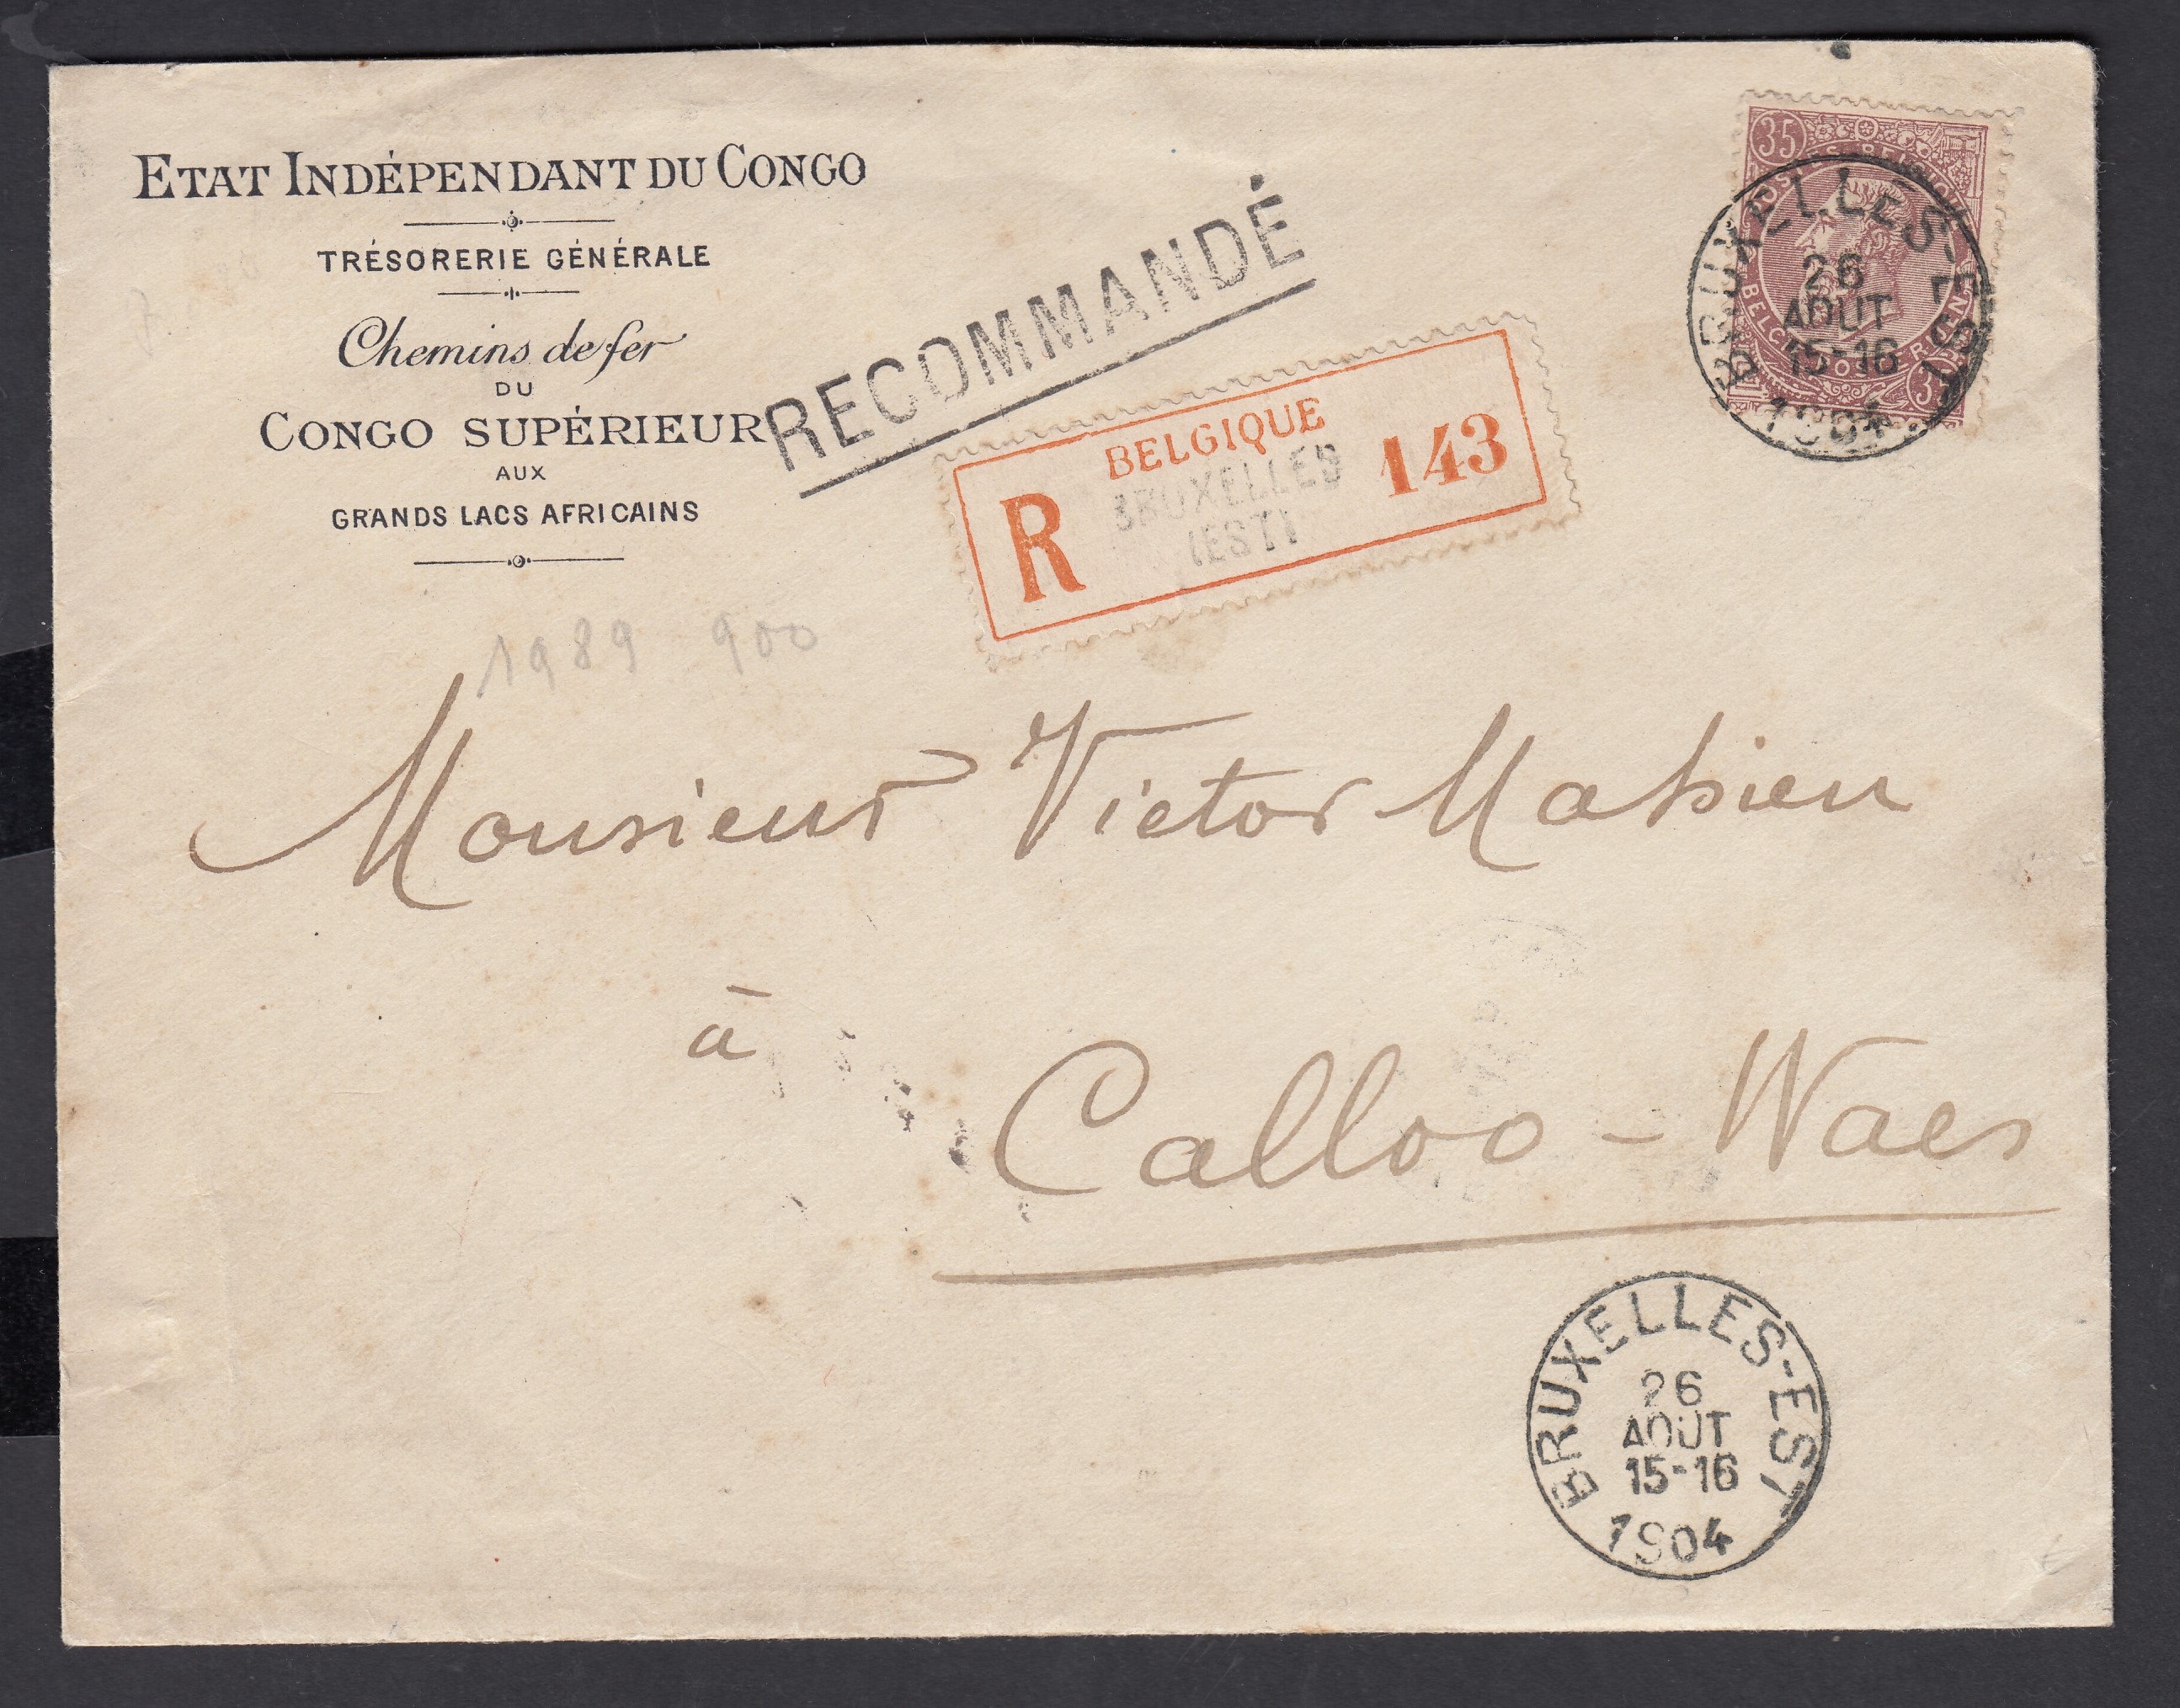 ETAT INDÉPENDANT DU CONGO
TRÉSORERIE GÉNÉRALE
Chemins de fer
DU
CONGO SUPÉRIEUR
AUX
GRANDS LACS AFRICAINS
RECOMMANDÉ
BELGIQUE
R
BRUXELLES
(EST)
143
35
BRUXELLES-EST
26
AOUT
15-16
1904
1989 900
Monsieur Victor Mahieu
à
Calloo - Waes
BRUXELLES-EST
26
AOUT
15-16
1904